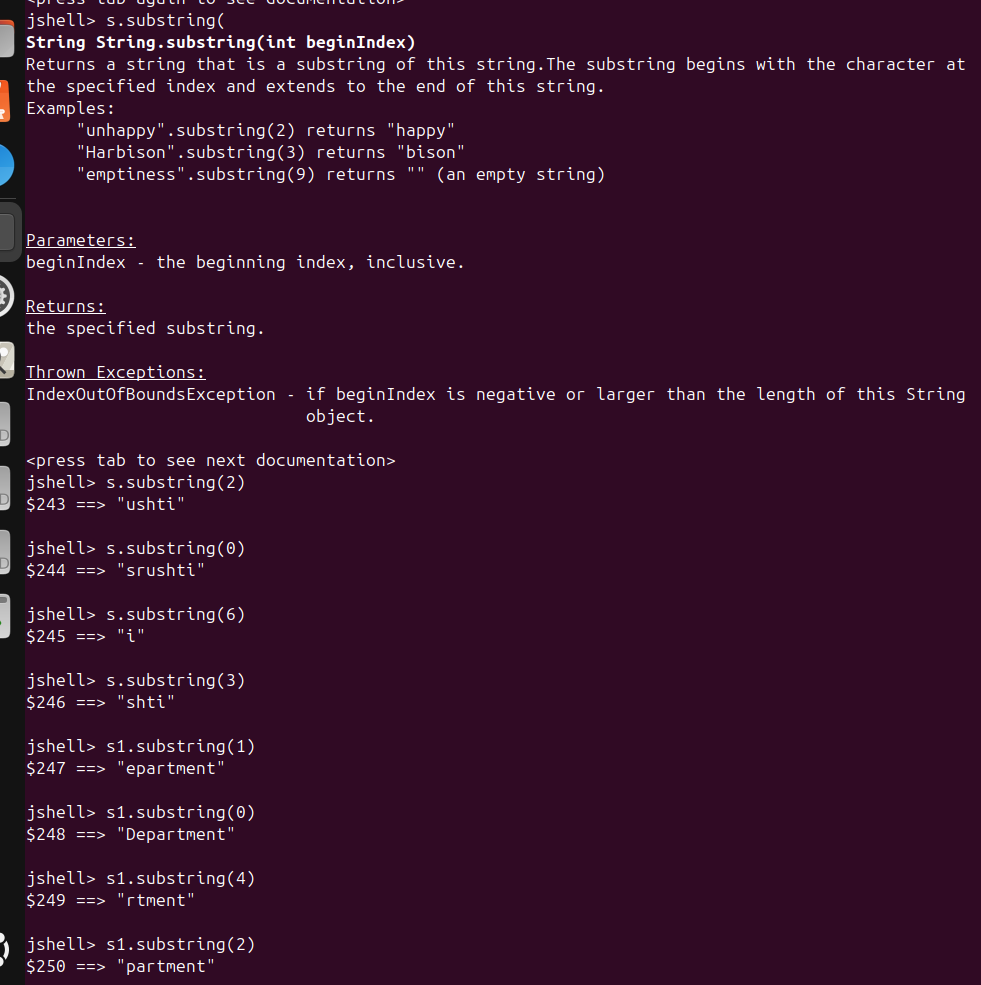 <press tab again to see documentation>
jshell> s.substring(
String String.substring(int beginIndex)
Returns a string that is a substring of this string.The substring begins with the character at
the specified index and extends to the end of this string.
Examples:
"unhappy".substring(2) returns "happy"
"Harbison".substring(3) returns "bison"
"emptiness".substring(9) returns "" (an empty string)
Parameters:
beginIndex - the beginning index, inclusive.
Returns:
the specified substring.
Thrown Exceptions:
IndexOutOfBoundsException - if beginIndex is negative or larger than the length of this String
object.
<press tab to see next documentation>
jshell> s.substring(2)
$243 ==> "ushti"
jshell> s.substring(0)
$244 ==> "srushti"
jshell> s.substring(6)
$245 ==> "i"
jshell> s.substring(3)
$246 ==> "shti"
jshell> s1.substring(1)
$247 ==> "epartment"
jshell> s1.substring(0)
$248 ==> "Department"
jshell> s1.substring(4)
$249 ==> "rtment"
jshell> s1.substring(2)
$250 ==> "partment"